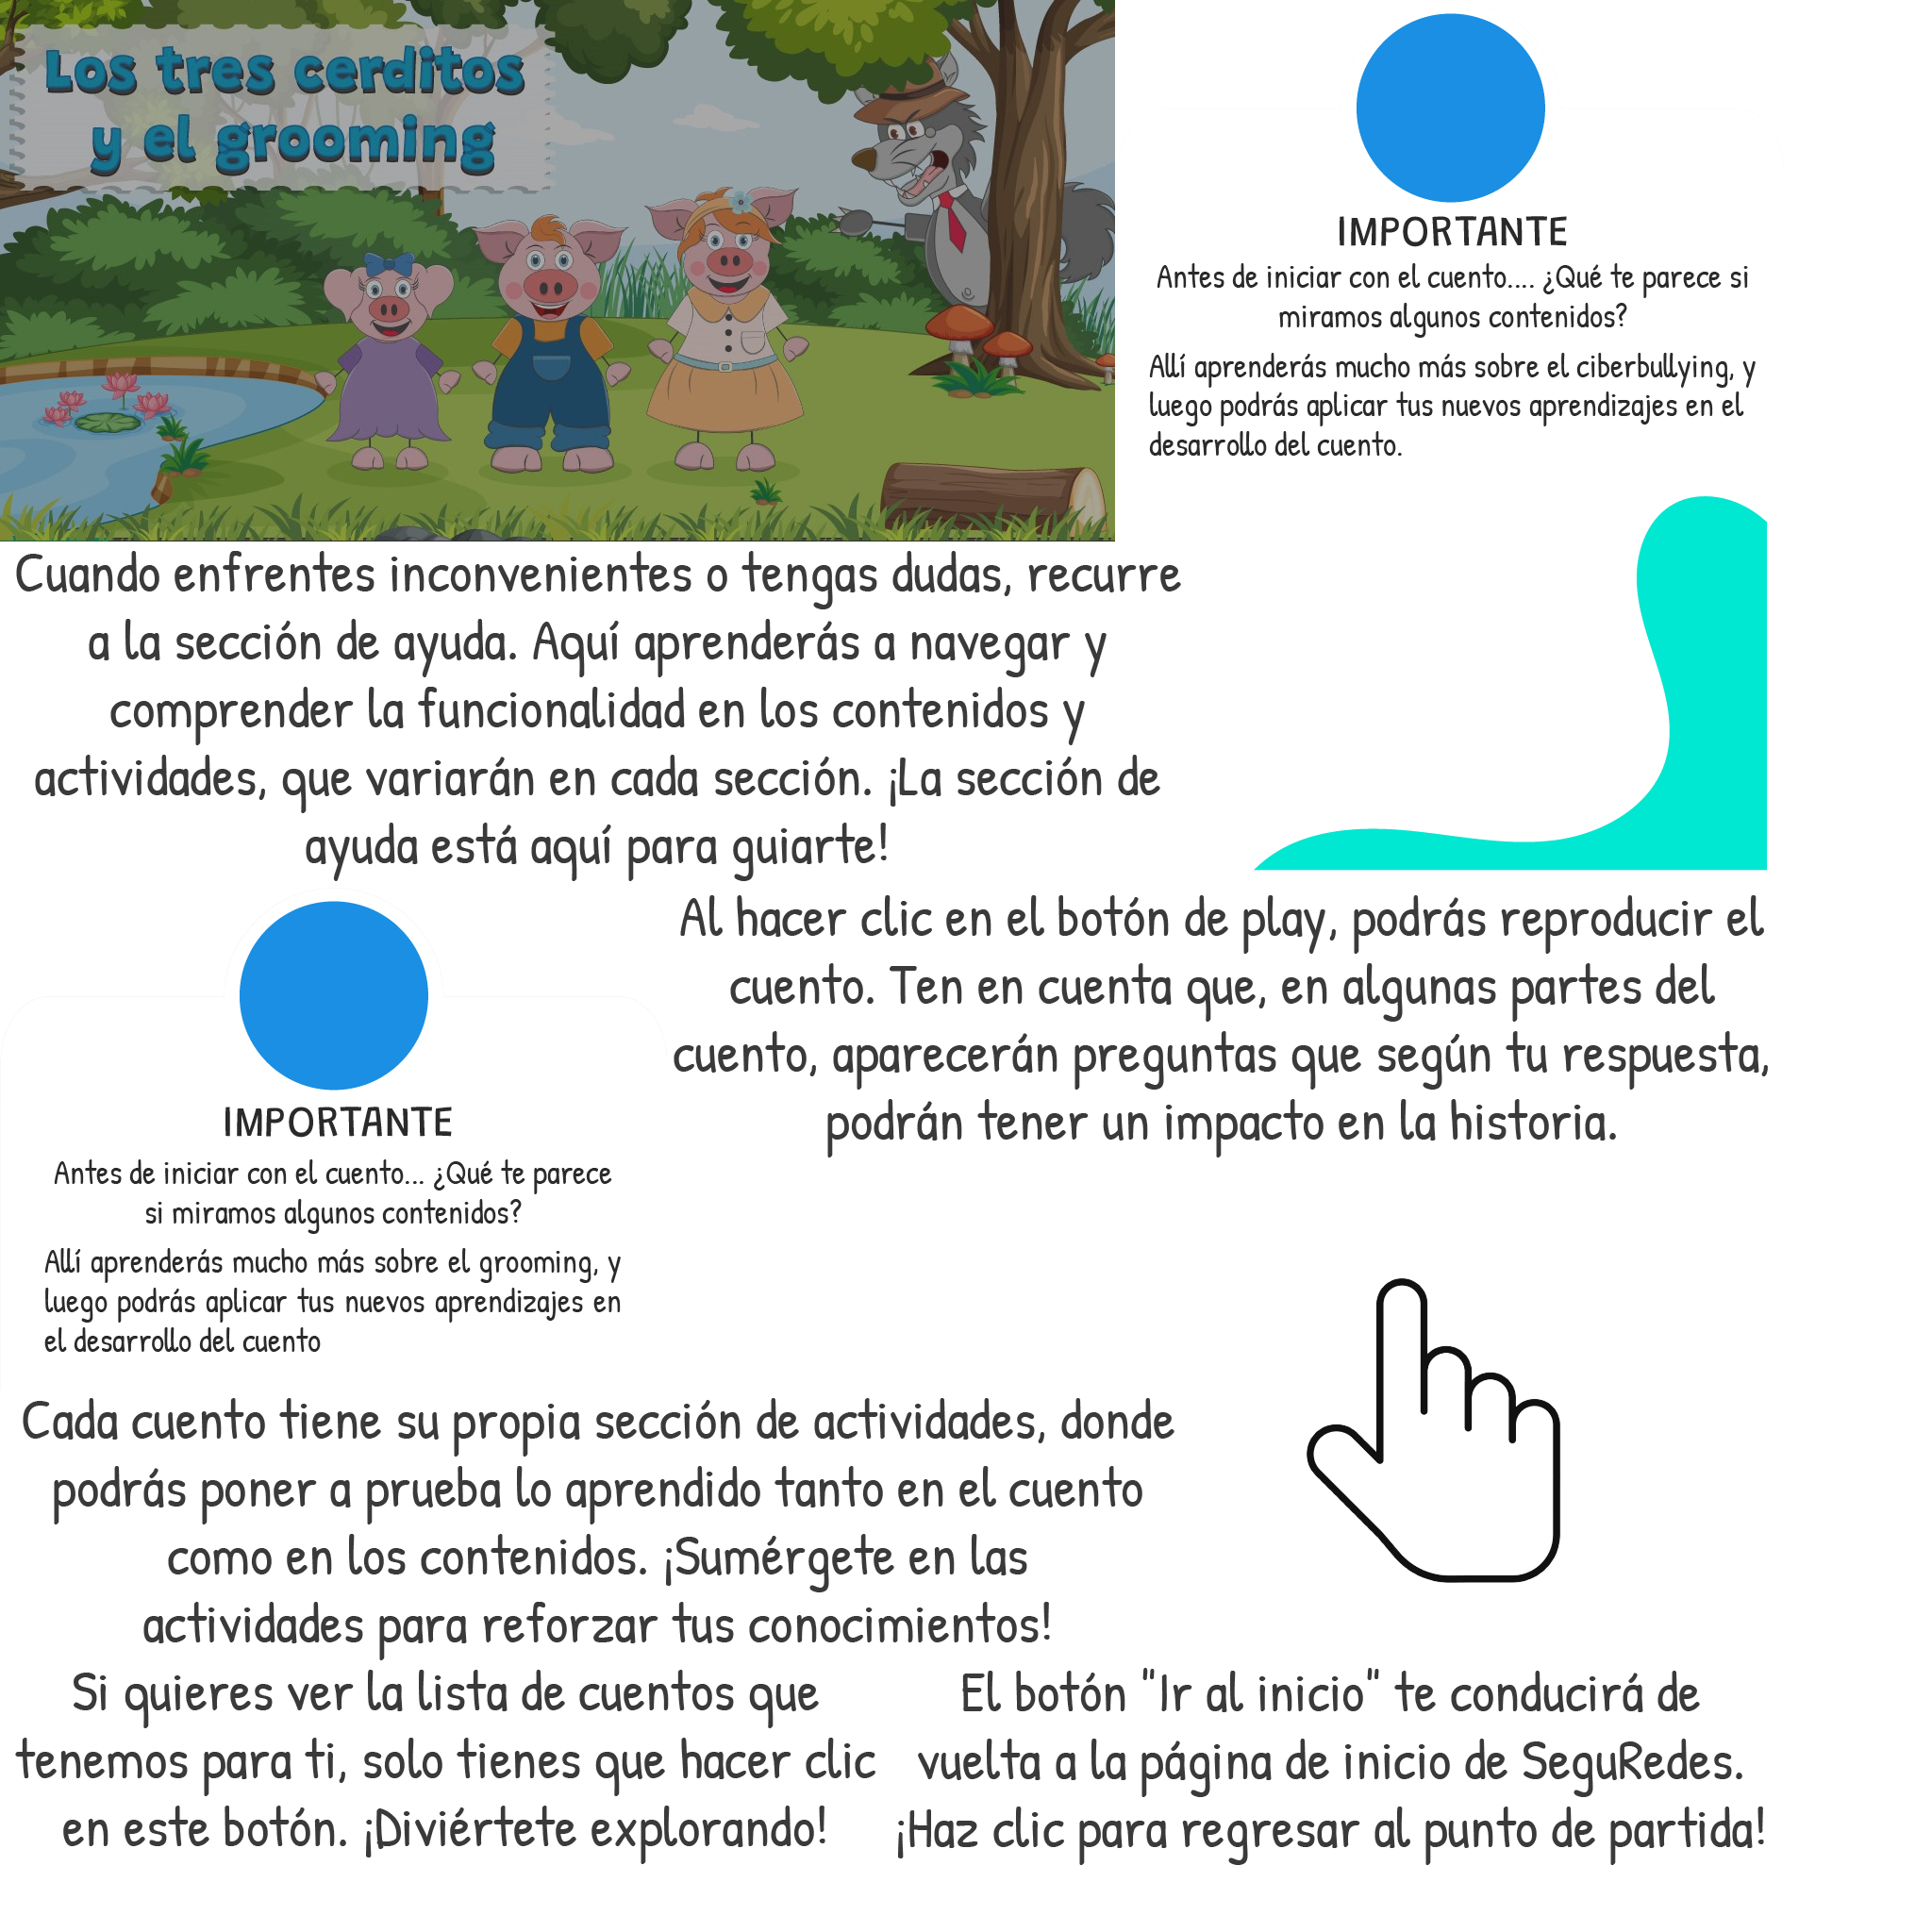 Los tres cerditos
y el grooming
IMPORTANTE
Antes de iniciar con el cuento.... ¿Qué te parece si
miramos algunos contenidos?
Allí aprenderás mucho más sobre el ciberbullying, y
luego podrás aplicar tus nuevos aprendizajes en el
desarrollo del cuento.
Cuando enfrentes inconvenientes o tengas dudas, recurre
a la sección de ayuda. Aquí aprenderás a navegar y
comprender la funcionalidad en los contenidos y
actividades, que variarán en cada sección. ¡La sección de
ayuda está aquí para guiarte!
Al hacer clic en el botón de play, podrás reproducir el
cuento. Ten en cuenta que, en algunas partes del
cuento, aparecerán preguntas que según tu respuesta,
podrán tener un impacto en la historia.
IMPORTANTE
Antes de iniciar con el cuento... ¿Qué te parece
si miramos algunos contenidos?
Allí aprenderás mucho más sobre el grooming, y
luego podrás aplicar tus nuevos aprendizajes en
el desarrollo del cuento
Cada cuento tiene su propia sección de actividades, donde
podrás poner a prueba lo aprendido tanto en el cuento
como en los contenidos. ¡Sumérgete en las
actividades para reforzar tus conocimientos!
Si quieres ver la lista de cuentos que
tenemos para ti, solo tienes que hacer clic
en este botón. ¡Diviértete explorando!
El botón "Ir al inicio" te conducirá de
vuelta a la página de inicio de SeguRedes.
¡Haz clic para regresar al punto de partida!